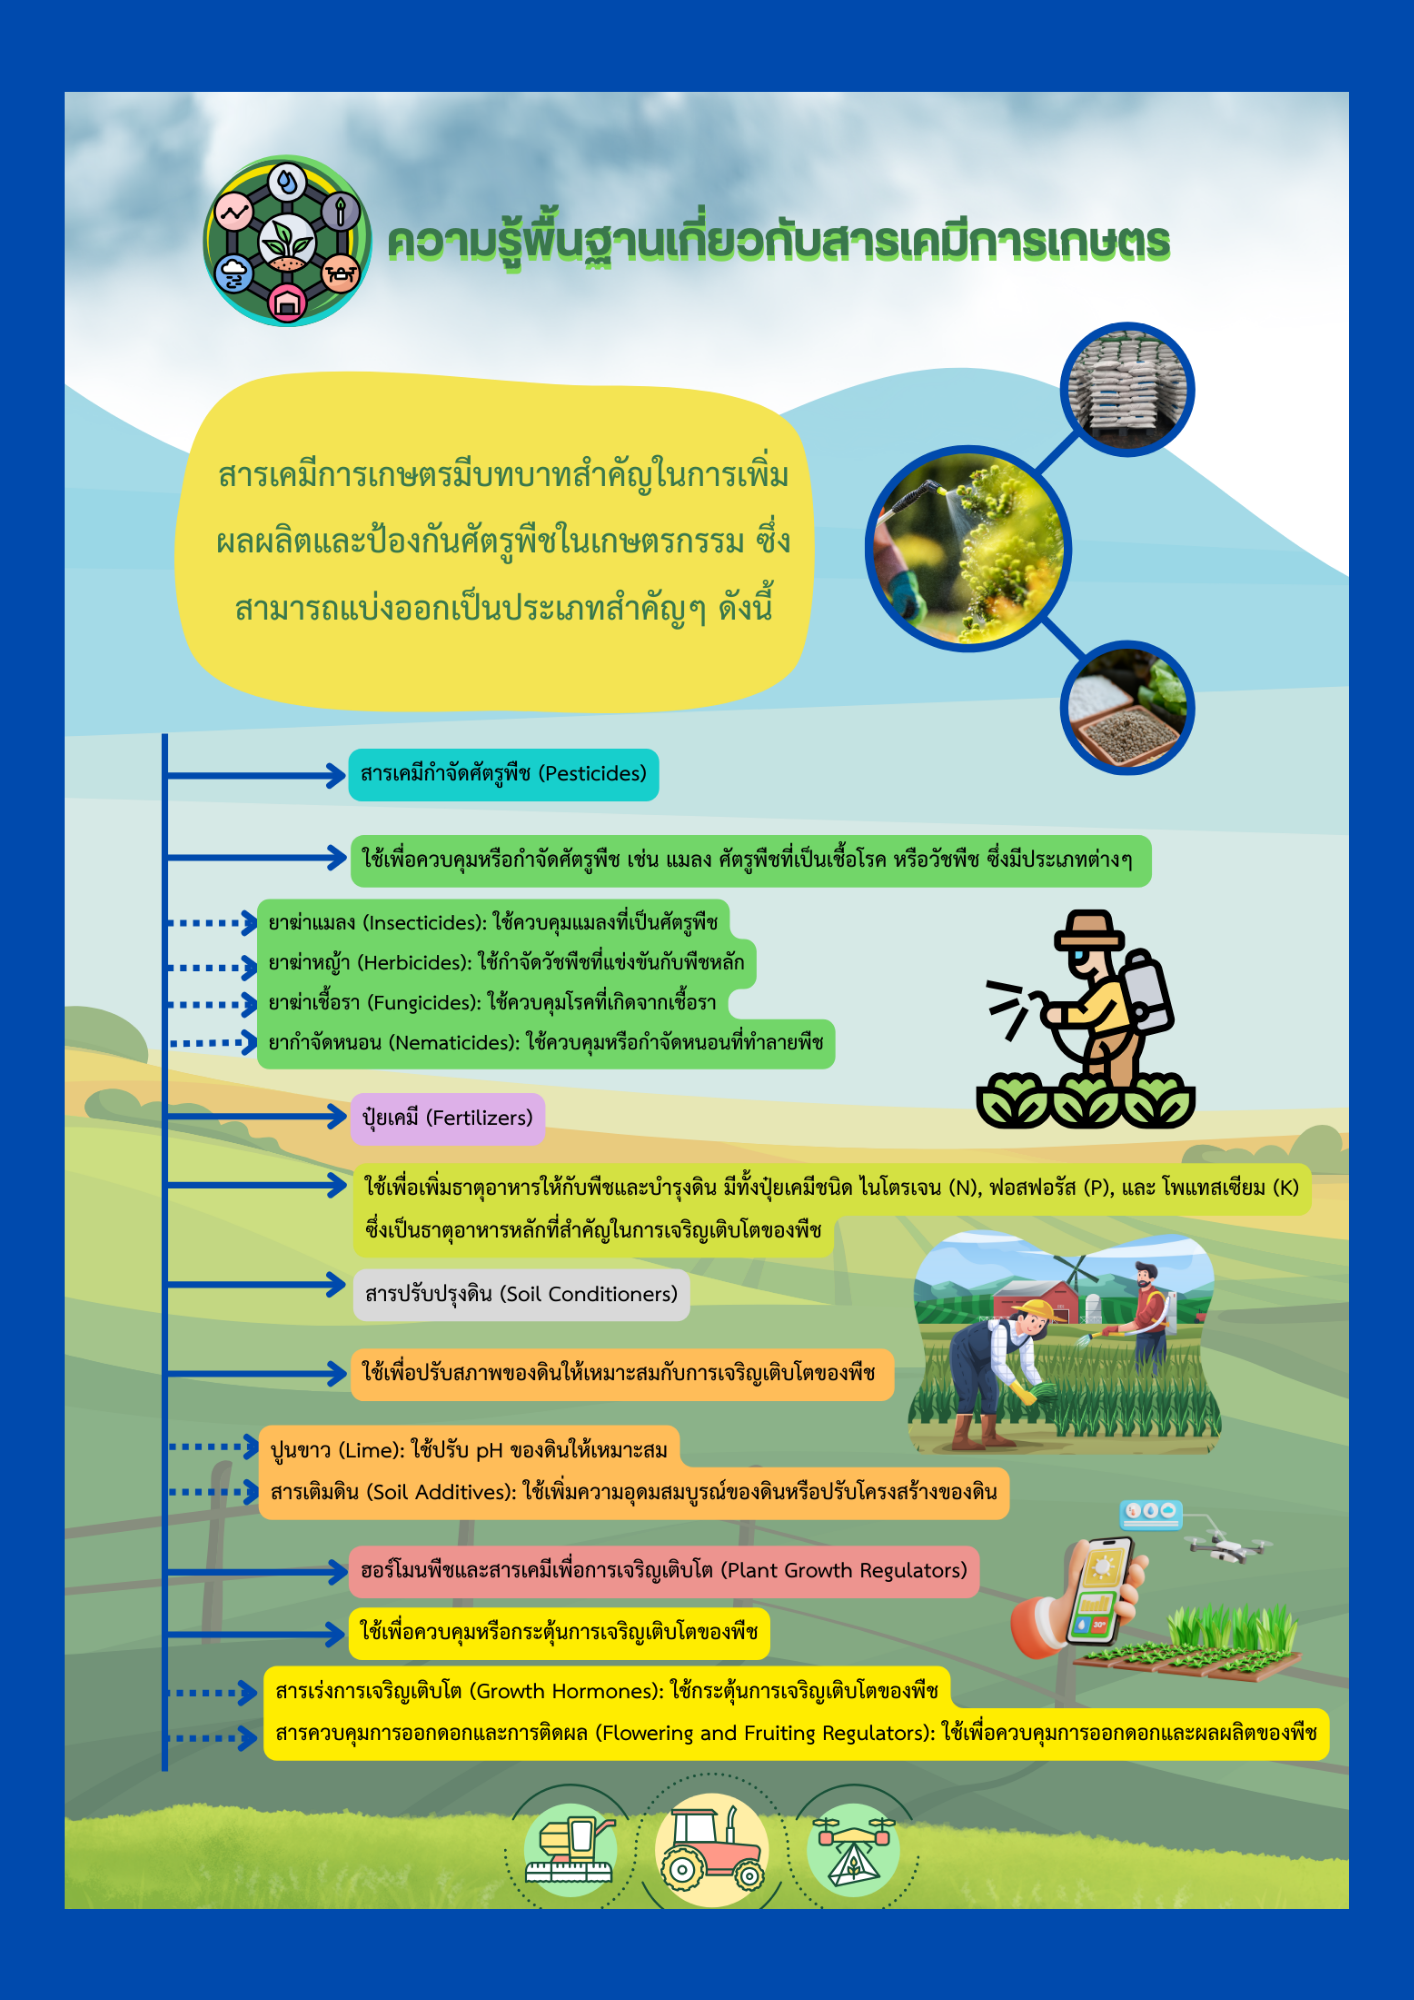 ความรู้พื้นฐานเกี่ยวกับสารเคมีการเกษตร
สารเคมีการเกษตรมีบทบาทสำคัญในการเพิ่ม
ผลผลิตและป้องกันศัตรูพืชในเกษตรกรรม ซึ่ง
สามารถแบ่งออกเป็นประเภทสำคัญๆ ดังนี้
สารเคมีกำจัดศัตรูพืช (Pesticides)
ใช้เพื่อควบคุมหรือกำจัดศัตรูพืช เช่น แมลง ศัตรูพืชที่เป็นเชื้อโรค หรือวัชพืช ซึ่งมีประเภทต่างๆ
ยาฆ่าแมลง (Insecticides): ใช้ควบคุมแมลงที่เป็นศัตรูพืช
ยาฆ่าหญ้า (Herbicides): ใช้กำจัดวัชพืชที่แข่งขันกับพืชหลัก
ยาฆ่าเชื้อรา (Fungicides): ใช้ควบคุมโรคที่เกิดจากเชื้อรา
ยากำจัดหนอน (Nematicides): ใช้ควบคุมหรือกำจัดหนอนที่ทำลายพืช
ปุ๋ยเคมี (Fertilizers)
ใช้เพื่อเพิ่มธาตุอาหารให้กับพืชและบำรุงดิน มีทั้งปุ๋ยเคมีชนิด ไนโตรเจน (N), ฟอสฟอรัส (P), และ โพแทสเซียม (K)
ซึ่งเป็นธาตุอาหารหลักที่สำคัญในการเจริญเติบโตของพืช
สารปรับปรุงดิน (Soil Conditioners)
ใช้เพื่อปรับสภาพของดินให้เหมาะสมกับการเจริญเติบโตของพืช
ปูนขาว (Lime): ใช้ปรับ pH ของดินให้เหมาะสม
สารเติมดิน (Soil Additives): ใช้เพิ่มความอุดมสมบูรณ์ของดินหรือปรับโครงสร้างของดิน
ฮอร์โมนพืชและสารเคมีเพื่อการเจริญเติบโต (Plant Growth Regulators)
30°
ใช้เพื่อควบคุมหรือกระตุ้นการเจริญเติบโตของพืช
สารเร่งการเจริญเติบโต (Growth Hormones): ใช้กระตุ้นการเจริญเติบโตของพืช
สารควบคุมการออกดอกและการติดผล (Flowering and Fruiting Regulators): ใช้เพื่อควบคุมการออกดอกและผลผลิตของพืช